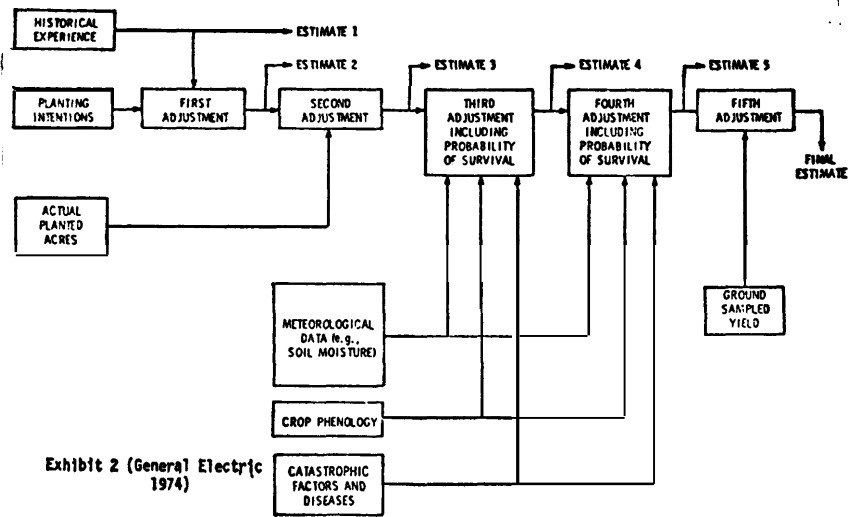 HISTORICAL
EXPERIENCE
ESTIMATE 1
ESTIMATE 2
ESTIMATE 3
ESTIMATE 4
ESTIMATE 5
PLANTING
INTENTIONS
FIRST
ADJUSTMENT
SECOND
ADJUSTMENT
THIRD
ADJUSTMENT
INCLUDING
PROBABILITY
OF SURVIVAL
FOURTH
ADJUSTMENT
INCLUDING
PROBABILITY
OF SURVIVAL
FIFTH
ADJUSTMENT
FINAL
ESTIMATE
ACTUAL
PLANTED
ACRES
METEOROLOGICAL
DATA (e.g.,
SOIL MOISTURE)
GROUND
SAMPLED
YIELD
CROP PHENOLOGY
CATASTROPHIC
FACTORS AND
DISEASES
Exhibit 2 (General Electric
1974)